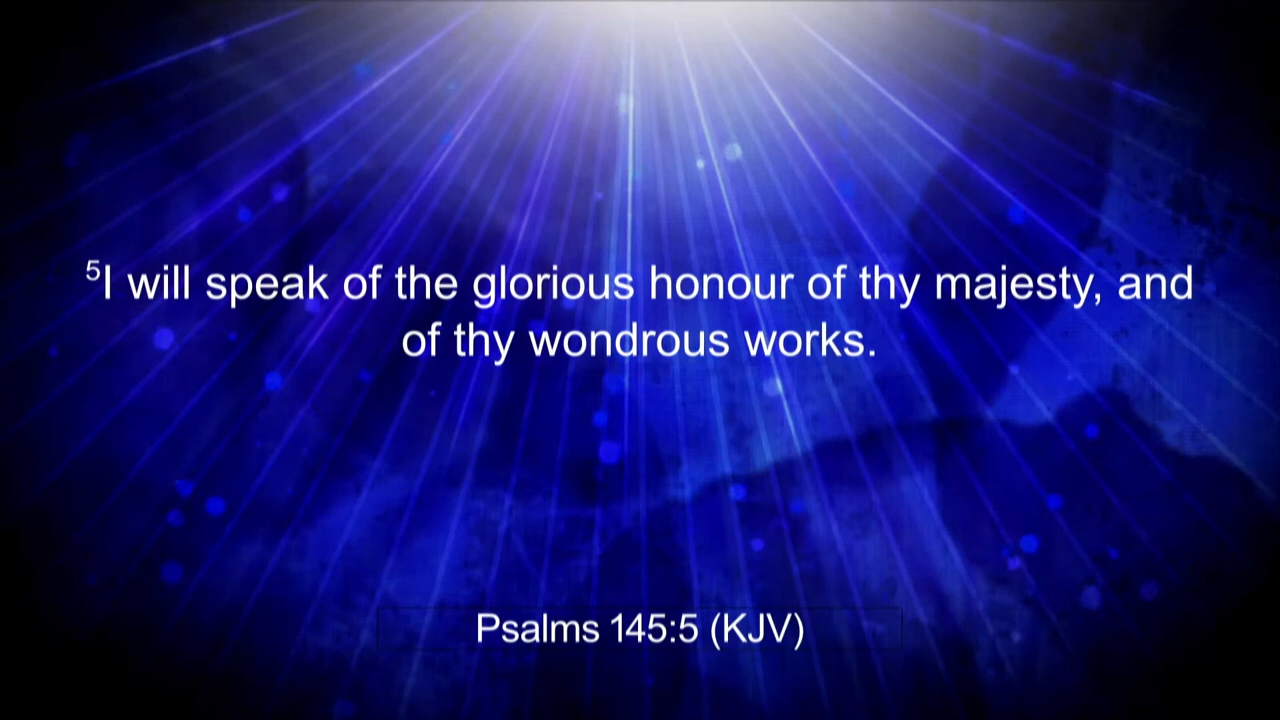 ⁵I will speak of the glorious honour of thy majesty, and
of thy wondrous works.
Psalms 145:5 (KJV)